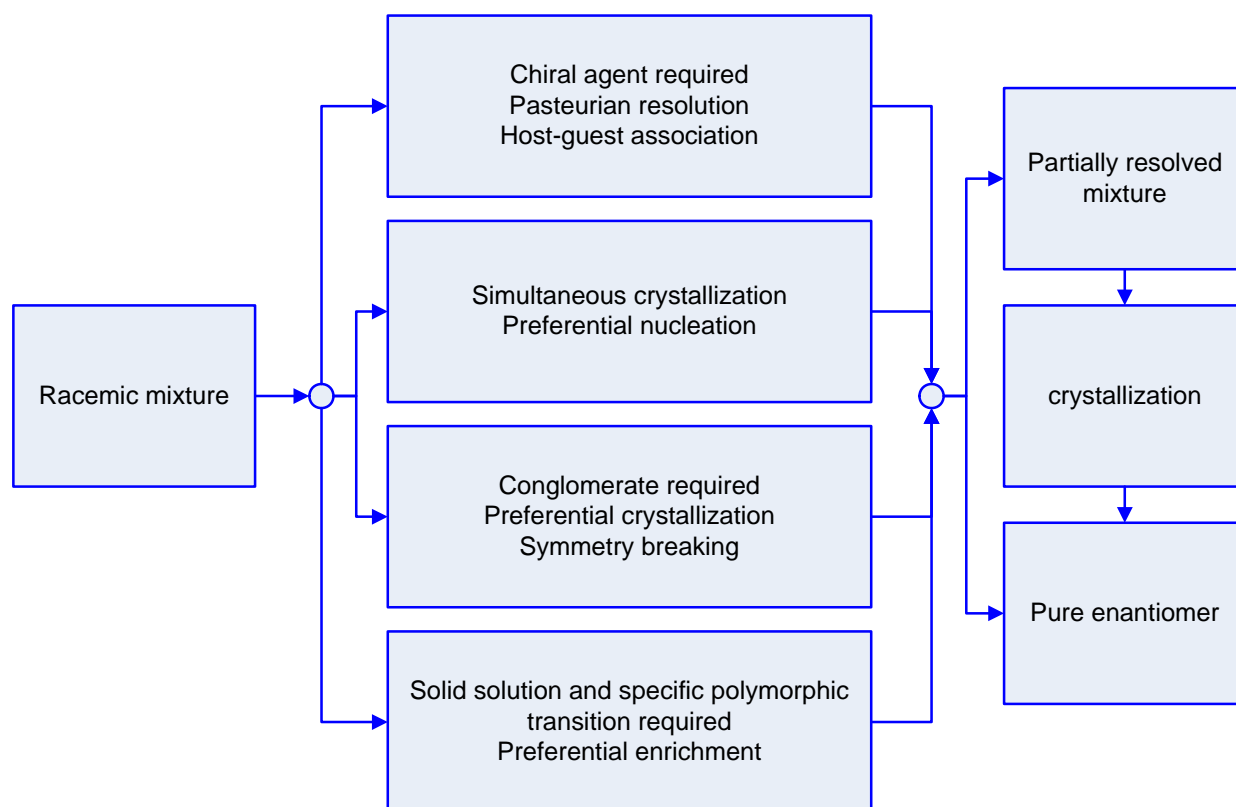 Racemic mixture
Chiral agent required
Pasteurian resolution
Host-guest association
Simultaneous crystallization
Preferential nucleation
Conglomerate required
Preferential crystallization
Symmetry breaking
Solid solution and specific polymorphic
transition required
Preferential enrichment
Partially resolved
mixture
crystallization
Pure enantiomer